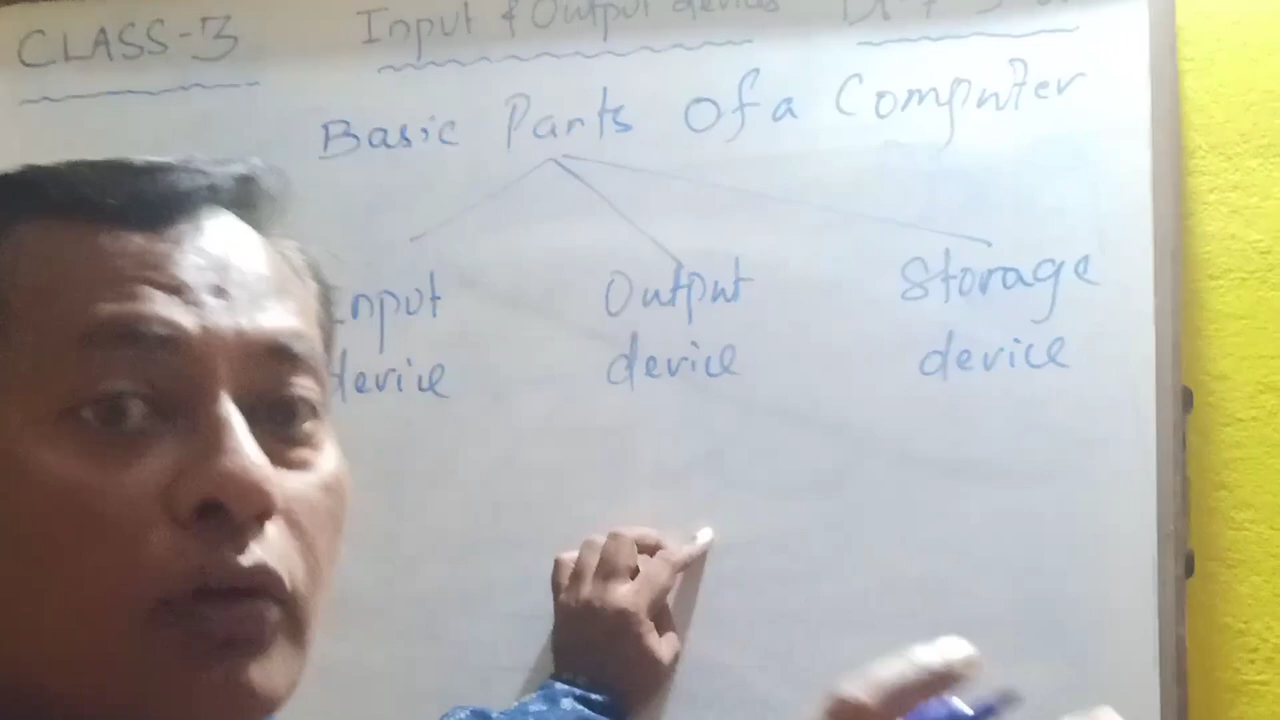 CLASS-3 Input & Output device
Basic Parts Of a Computer
Input Output Storage
device device device